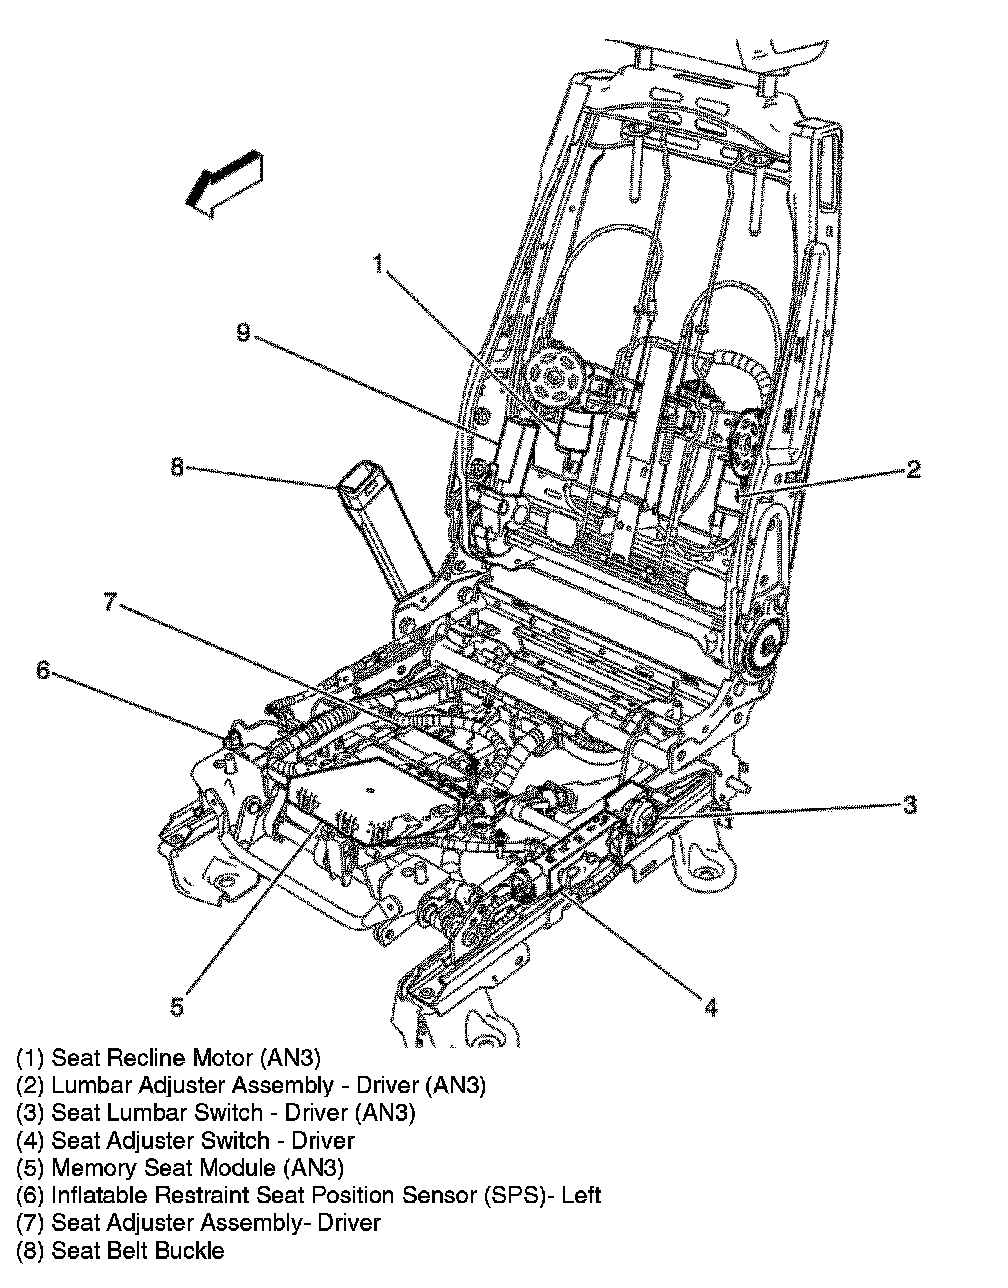 1
9
8
2
7
6
3
5
4
(1) Seat Recline Motor (AN3)
(2) Lumbar Adjuster Assembly - Driver (AN3)
(3) Seat Lumbar Switch - Driver (AN3)
(4) Seat Adjuster Switch - Driver
(5) Memory Seat Module (AN3)
(6) Inflatable Restraint Seat Position Sensor (SPS)- Left
(7) Seat Adjuster Assembly- Driver
(8) Seat Belt Buckle